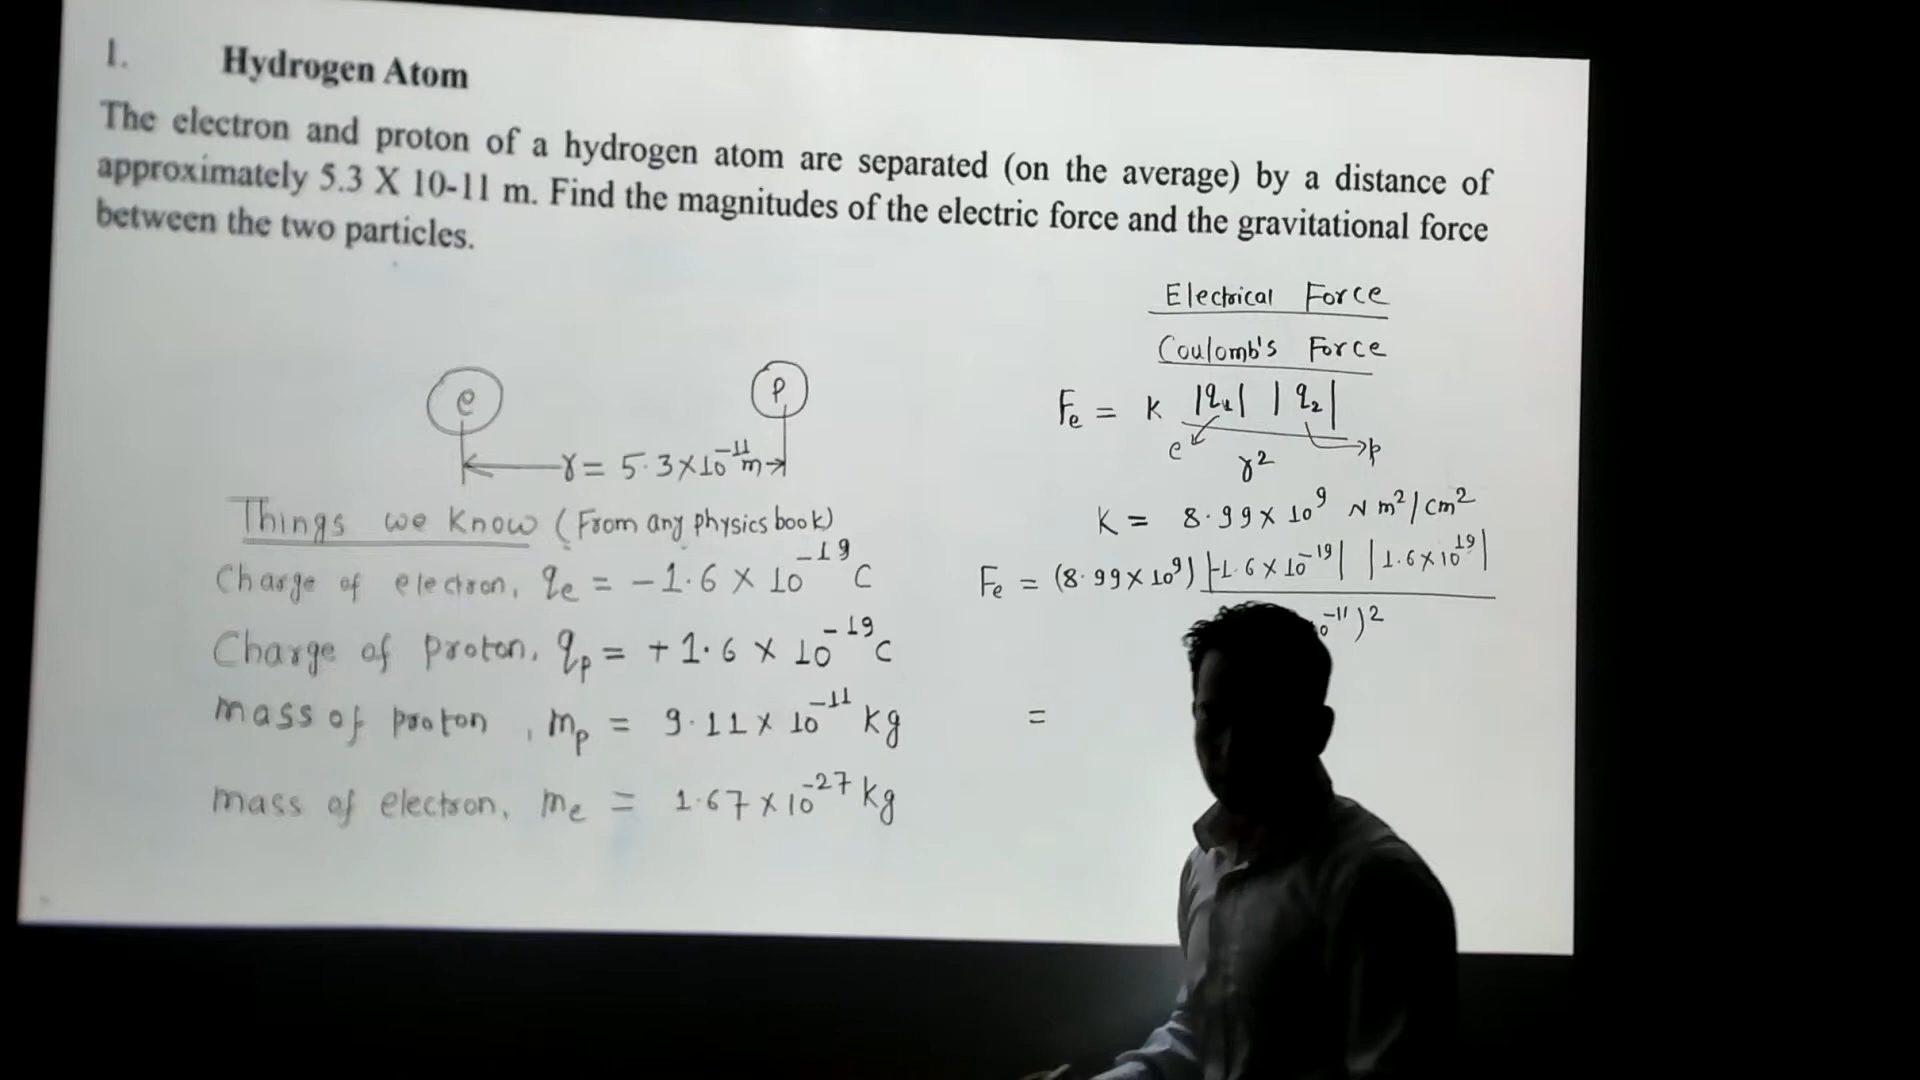 1. Hydrogen Atom
The electron and proton of a hydrogen atom are separated (on the average) by a distance of
approximately 5.3 X 10-11 m. Find the magnitudes of the electric force and the gravitational force
between the two particles.
Electrical Force
Coulomb's Force
e P
Fe = K |q1| |q2|
e p
r²
r = 5.3×10⁻¹¹ m
Things we know (From any physics book)
K = 8.99 × 10⁹ N m²/cm²
Charge of electron, qe = −1.6 × 10⁻¹⁹ C
Fe = (8.99×10⁹) |-1.6×10⁻¹⁹| |1.6×10¹⁹|
⁻¹¹)²
Charge of proton, qp = +1.6 × 10⁻¹⁹ C
mass of proton, mp = 9.11 × 10⁻¹¹ kg
=
mass of electron, me = 1.67 × 10⁻²⁷ kg